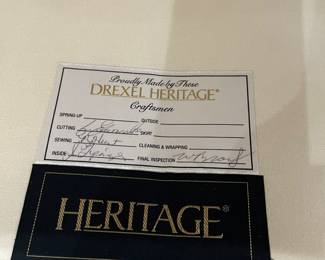 Proudly Made by These
DREXEL HERITAGE®
Craftsmen
SPRING-UP OUTSIDE
CUTTING SKIRT
SEWING Robert CLEANING & WRAPPING
INSIDE FINAL INSPECTION
HERITAGE®